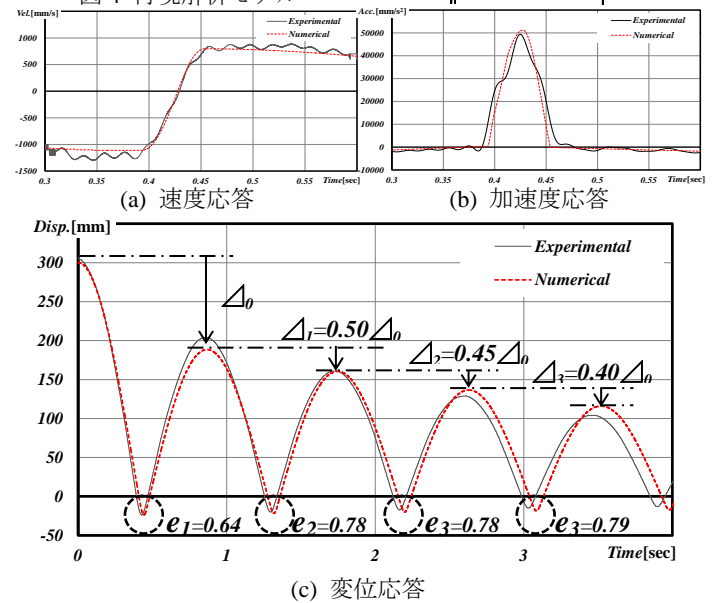 Vel.[mm/s]
Experimental
Numerical
1000
500
0
-500
-1000
-1500
0.3
0.4
0.45
0.5
0.55
Time[sec]
(a) 速度応答
Acc.[mm/s²]
Experimental
Numerical
50000
40000
30000
20000
10000
0
-10000
0.3
0.4
0.45
0.5
0.55
Time[sec]
(b) 加速度応答
Disp.[mm]
Experimental
Numerical
300
250
200
150
100
50
0
-50
⊿0
⊿1=0.50⊿0
⊿2=0.45⊿0
⊿3=0.40⊿0
e1=0.64
e2=0.78
e3=0.78
e3=0.79
0
1
2
3
Time[sec]
(c) 変位応答